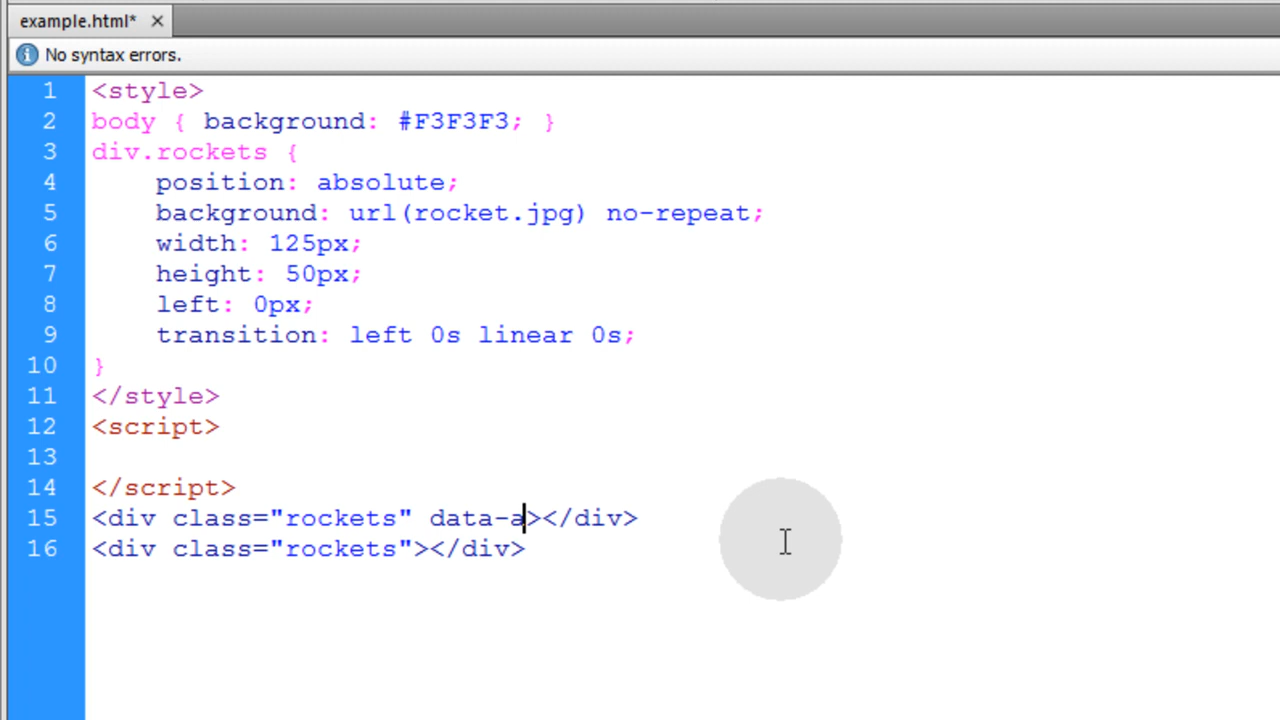 example.html*
No syntax errors.
1 <style>
2 body { background: #F3F3F3; }
3 div.rockets {
4     position: absolute;
5     background: url(rocket.jpg) no-repeat;
6     width: 125px;
7     height: 50px;
8     left: 0px;
9     transition: left 0s linear 0s;
10 }
11 </style>
12 <script>
13
14 </script>
15 <div class="rockets" data-a></div>
16 <div class="rockets"></div>